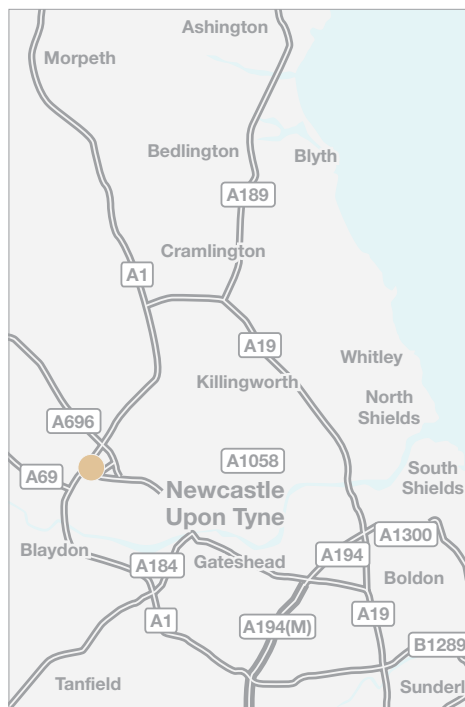 Ashington
Morpeth
Bedlington
Blyth
A189
Cramlington
A1
A19
Whitley
Killingworth
North
Shields
A696
A1058
South
Shields
A69
Newcastle
Upon Tyne
A1300
Blaydon
A184
Gateshead
A194
Boldon
A1
A194(M)
A19
B1289
Tanfield
Sunderl